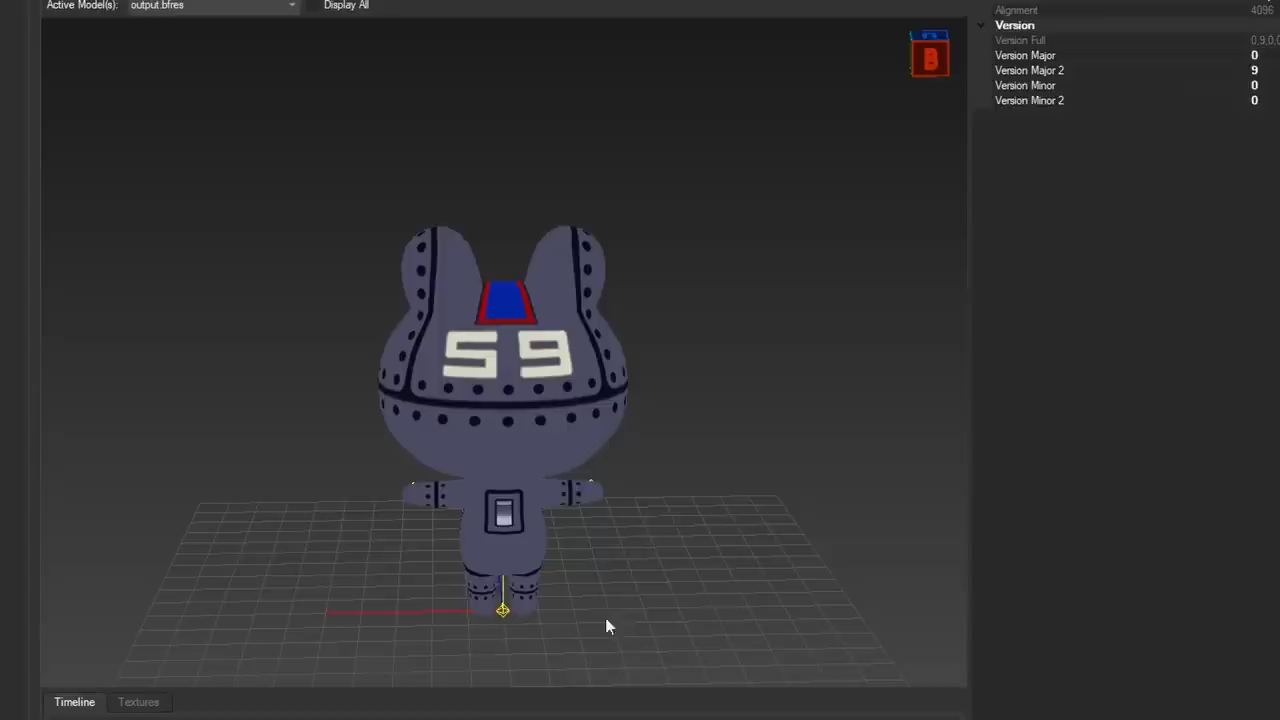 Active Model(s): output.bfres Display All
Alignment 4096
Version
Version Full 0,9,0,0
Version Major 0
Version Major 2 9
Version Minor 0
Version Minor 2 0
B
59
Timeline Textures